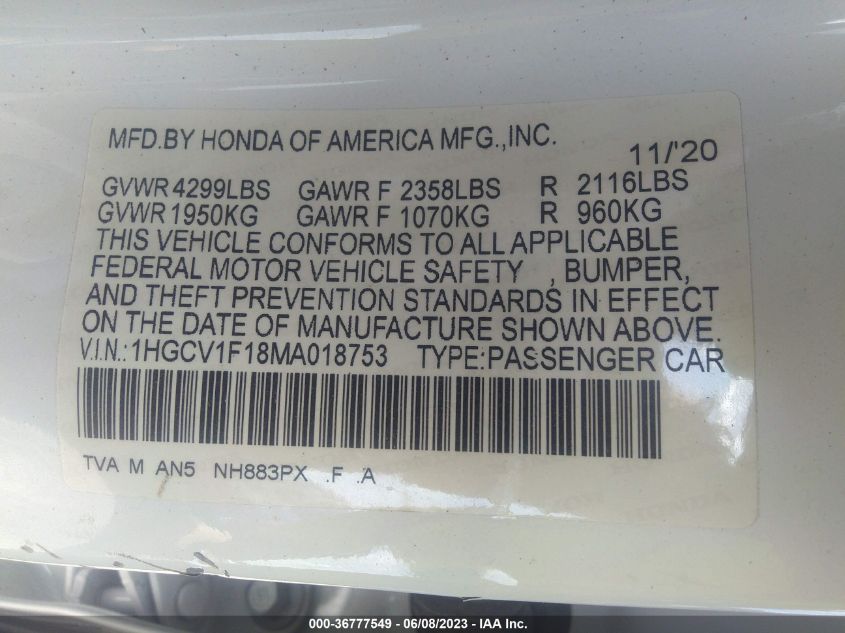 MFD.BY HONDA OF AMERICA MFG.,INC. 11/'20
GVWR 4299LBS GAWR F 2358LBS R 2116LBS
GVWR 1950KG GAWR F 1070KG R 960KG
THIS VEHICLE CONFORMS TO ALL APPLICABLE
FEDERAL MOTOR VEHICLE SAFETY , BUMPER,
AND THEFT PREVENTION STANDARDS IN EFFECT
ON THE DATE OF MANUFACTURE SHOWN ABOVE.
V.I.N.:1HGCV1F18MA018753 TYPE:PASSENGER CAR
TVA M AN5 NH883PX .F .A
000-36777549 - 06/08/2023 - IAA Inc.